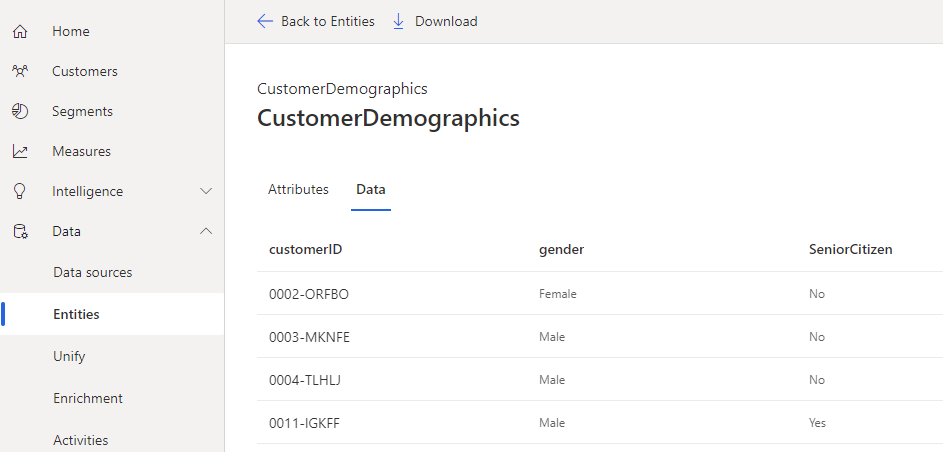 Home
Customers
Segments
Measures
Intelligence
Data
Data sources
Entities
Unify
Enrichment
Activities
Back to Entities Download
CustomerDemographics
CustomerDemographics
Attributes Data
customerID gender SeniorCitizen
0002-ORFBO Female No
0003-MKNFE Male No
0004-TLHLJ Male No
0011-IGKFF Male Yes